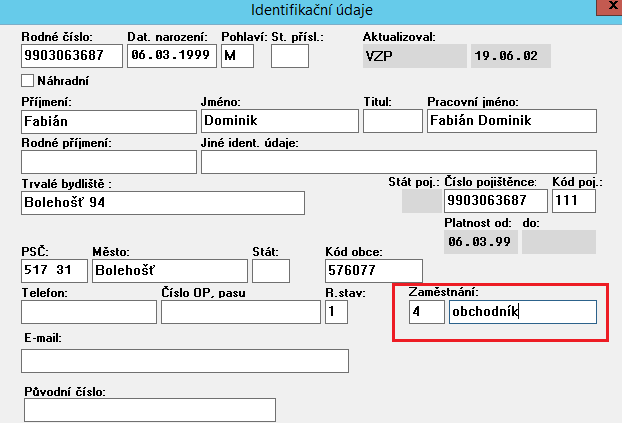 Identifikační údaje
X
Rodné číslo: Dat. narození: Pohlaví: St. přísl.: Aktualizoval:
9903063687 06.03.1999 M VZP 19.06.02
Náhradní
Příjmení: Jméno: Titul: Pracovní jméno:
Fabián Dominik Fabián Dominik
Rodné příjmení: Jiné ident. údaje:
Trvalé bydliště : Stát poj.: Číslo pojištěnce: Kód poj.:
Bolehošť 94 9903063687 111
Platnost od: do:
06.03.99
PSČ: Město: Stát: Kód obce:
517 31 Bolehošť 576077
Telefon: Číslo OP, pasu R.stav: Zaměstnání:
1 4 obchodník
E-mail:
Původní číslo: